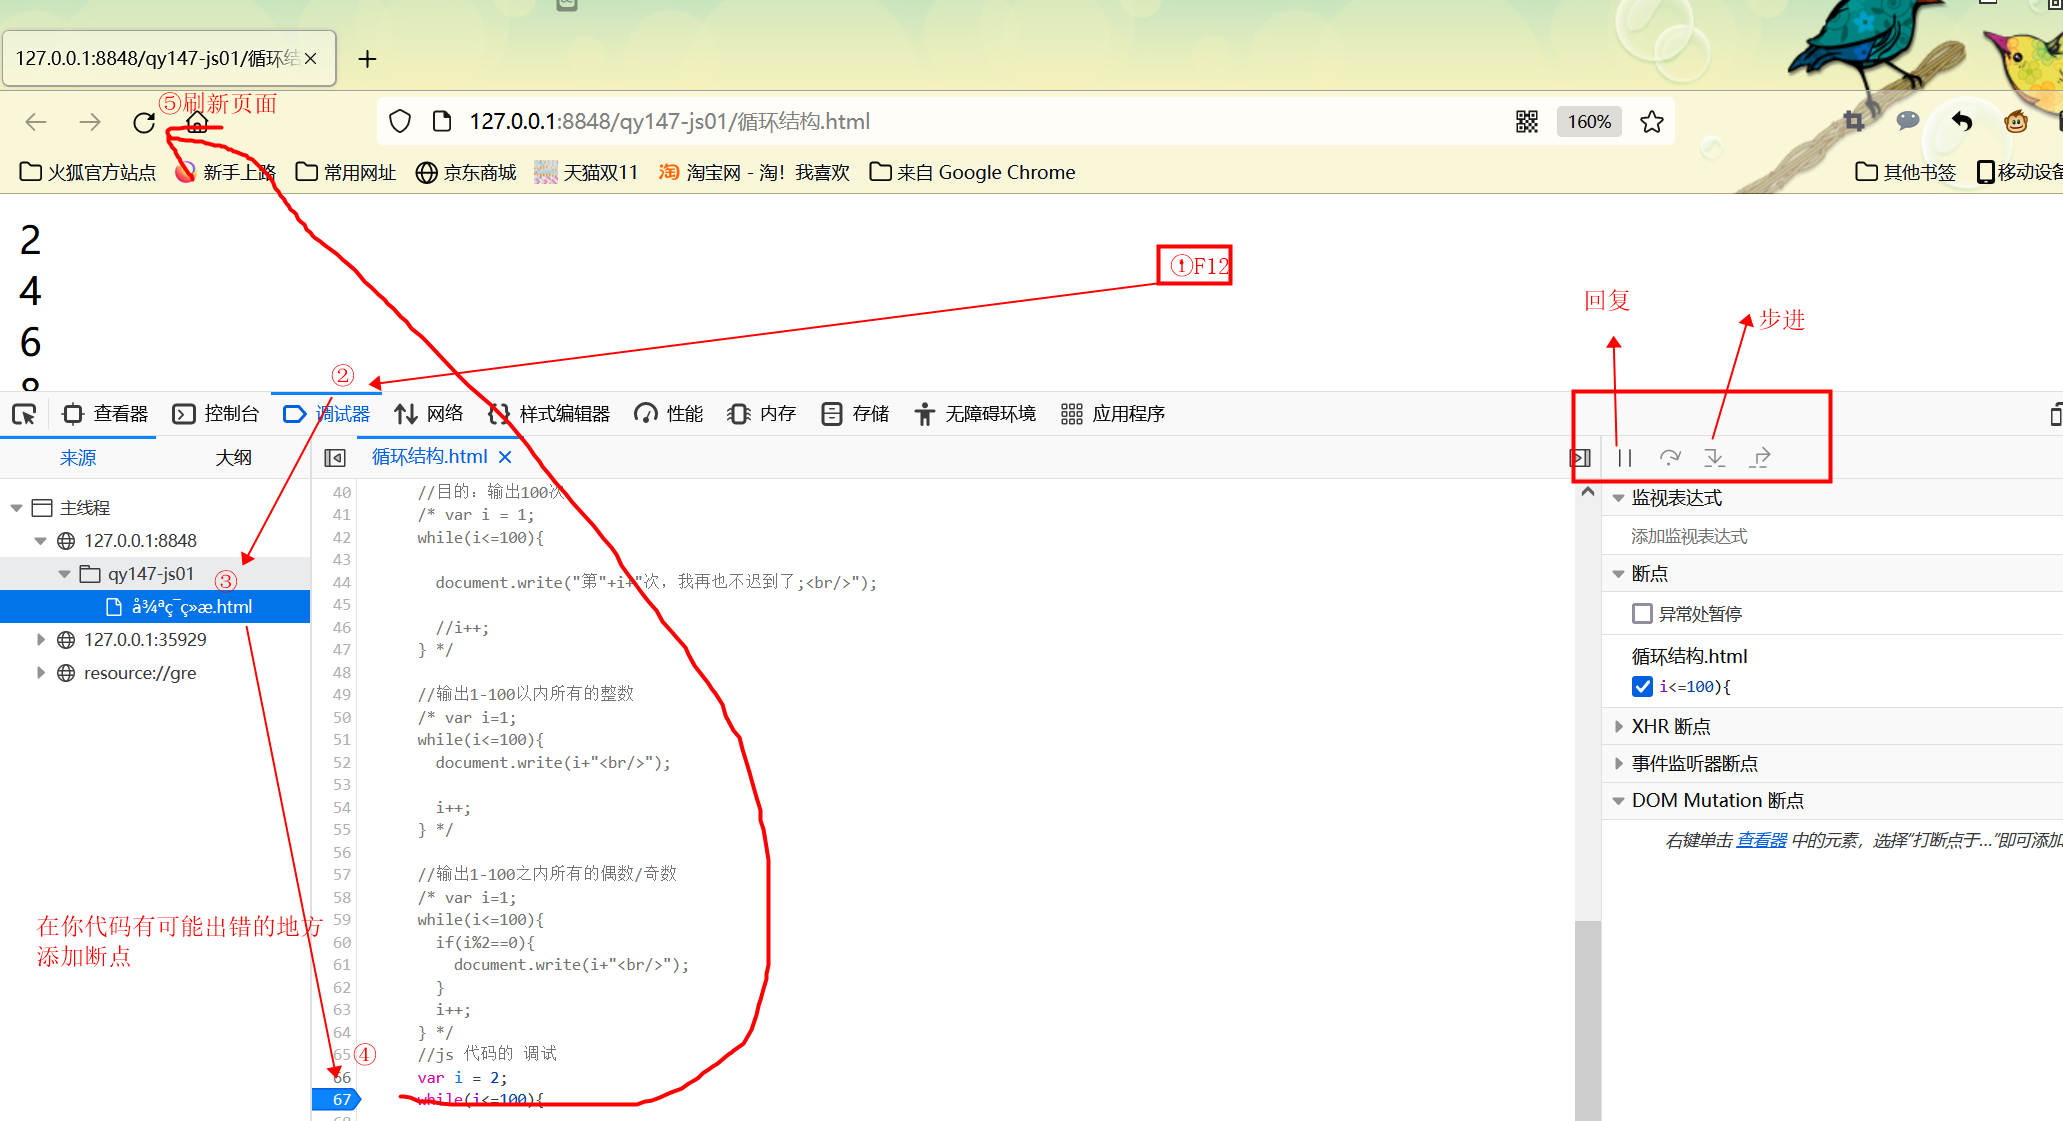 127.0.0.1:8848/qy147-js01/循环结
⑤刷新页面
127.0.0.1:8848/qy147-js01/循环结构.html
160%
火狐官方站点
新手上路
常用网址
京东商城
天猫双11
淘 淘宝网 - 淘！我喜欢
来自 Google Chrome
其他书签
移动设备
2
4
6
8
①F12
回复
步进
②
查看器
控制台
调试器
网络
样式编辑器
性能
内存
存储
无障碍环境
应用程序
来源
大纲
循环结构.html
主线程
127.0.0.1:8848
qy147-js01
③
å¾ªç¯ç»æ.html
127.0.0.1:35929
resource://gre
在你代码有可能出错的地方
添加断点
④
40 //目的：输出100次
41 /* var i = 1;
42 while(i<=100){
43
44 document.write("第"+i+"次，我再也不迟到了;<br/>");
45
46 //i++;
47 } */
48
49 //输出1-100以内所有的整数
50 /* var i=1;
51 while(i<=100){
52 document.write(i+"<br/>");
53
54 i++;
55 } */
56
57 //输出1-100之内所有的偶数/奇数
58 /* var i=1;
59 while(i<=100){
60 if(i%2==0){
61 document.write(i+"<br/>");
62 }
63 i++;
64 } */
65 //js 代码的 调试
66 var i = 2;
67 while(i<=100){
68
监视表达式
添加监视表达式
断点
异常处暂停
循环结构.html
i<=100){
XHR 断点
事件监听器断点
DOM Mutation 断点
右键单击 查看器 中的元素，选择“打断点于...”即可添加